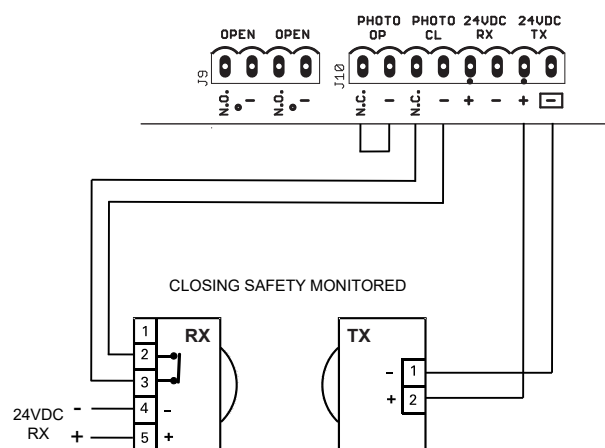 OPEN OPEN
PHOTO OP PHOTO CL 24VDC RX 24VDC TX
J9
J10
N.O. - N.O. -
N.C. - N.C. - + - + -
CLOSING SAFETY MONITORED
RX
1
2
3
4 -
5 +
24VDC RX
-
+
TX
- 1
+ 2